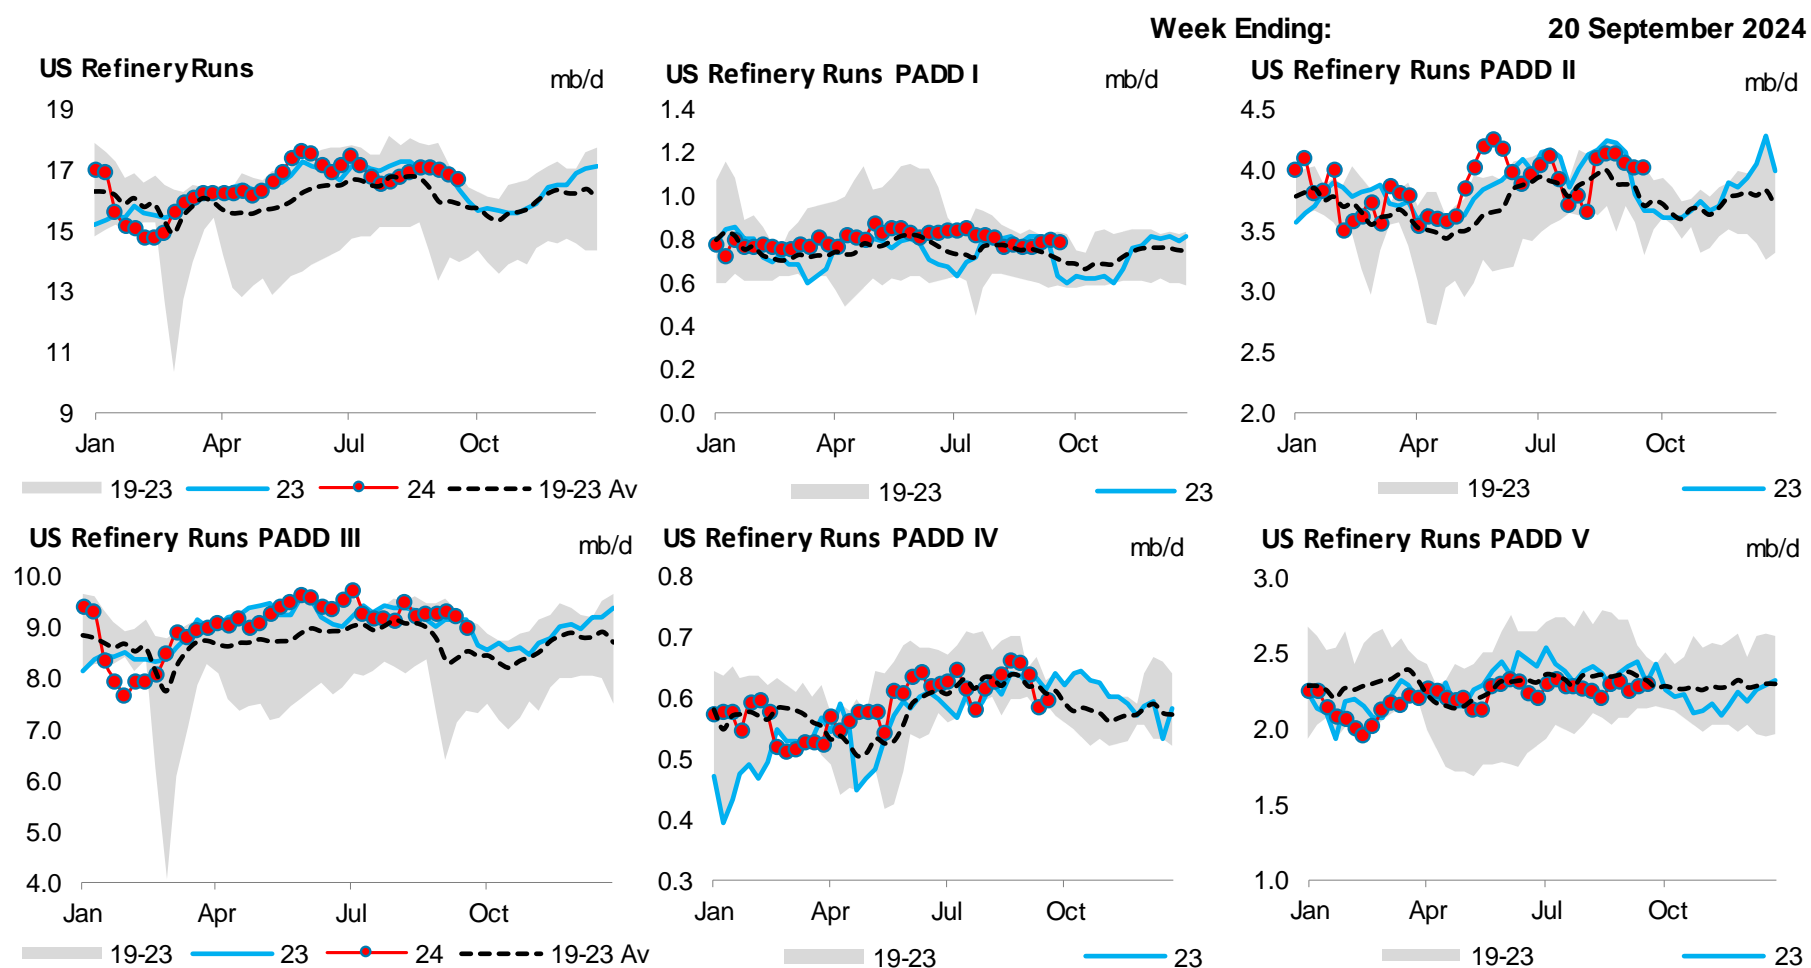 Week Ending: 20 September 2024
US Refinery Runs mb/d
19
17
15
13
11
9
Jan Apr Jul Oct
19-23 23 24 19-23 Av
US Refinery Runs PADD I mb/d
1.4
1.2
1.0
0.8
0.6
0.4
0.2
0.0
Jan Apr Jul Oct
19-23 23
US Refinery Runs PADD II mb/d
4.5
4.0
3.5
3.0
2.5
2.0
Jan Apr Jul Oct
19-23 23
US Refinery Runs PADD III mb/d
10.0
9.0
8.0
7.0
6.0
5.0
4.0
Jan Apr Jul Oct
19-23 23 24 19-23 Av
US Refinery Runs PADD IV mb/d
0.8
0.7
0.6
0.5
0.4
0.3
Jan Apr Jul Oct
19-23 23
US Refinery Runs PADD V mb/d
3.0
2.5
2.0
1.5
1.0
Jan Apr Jul Oct
19-23 23